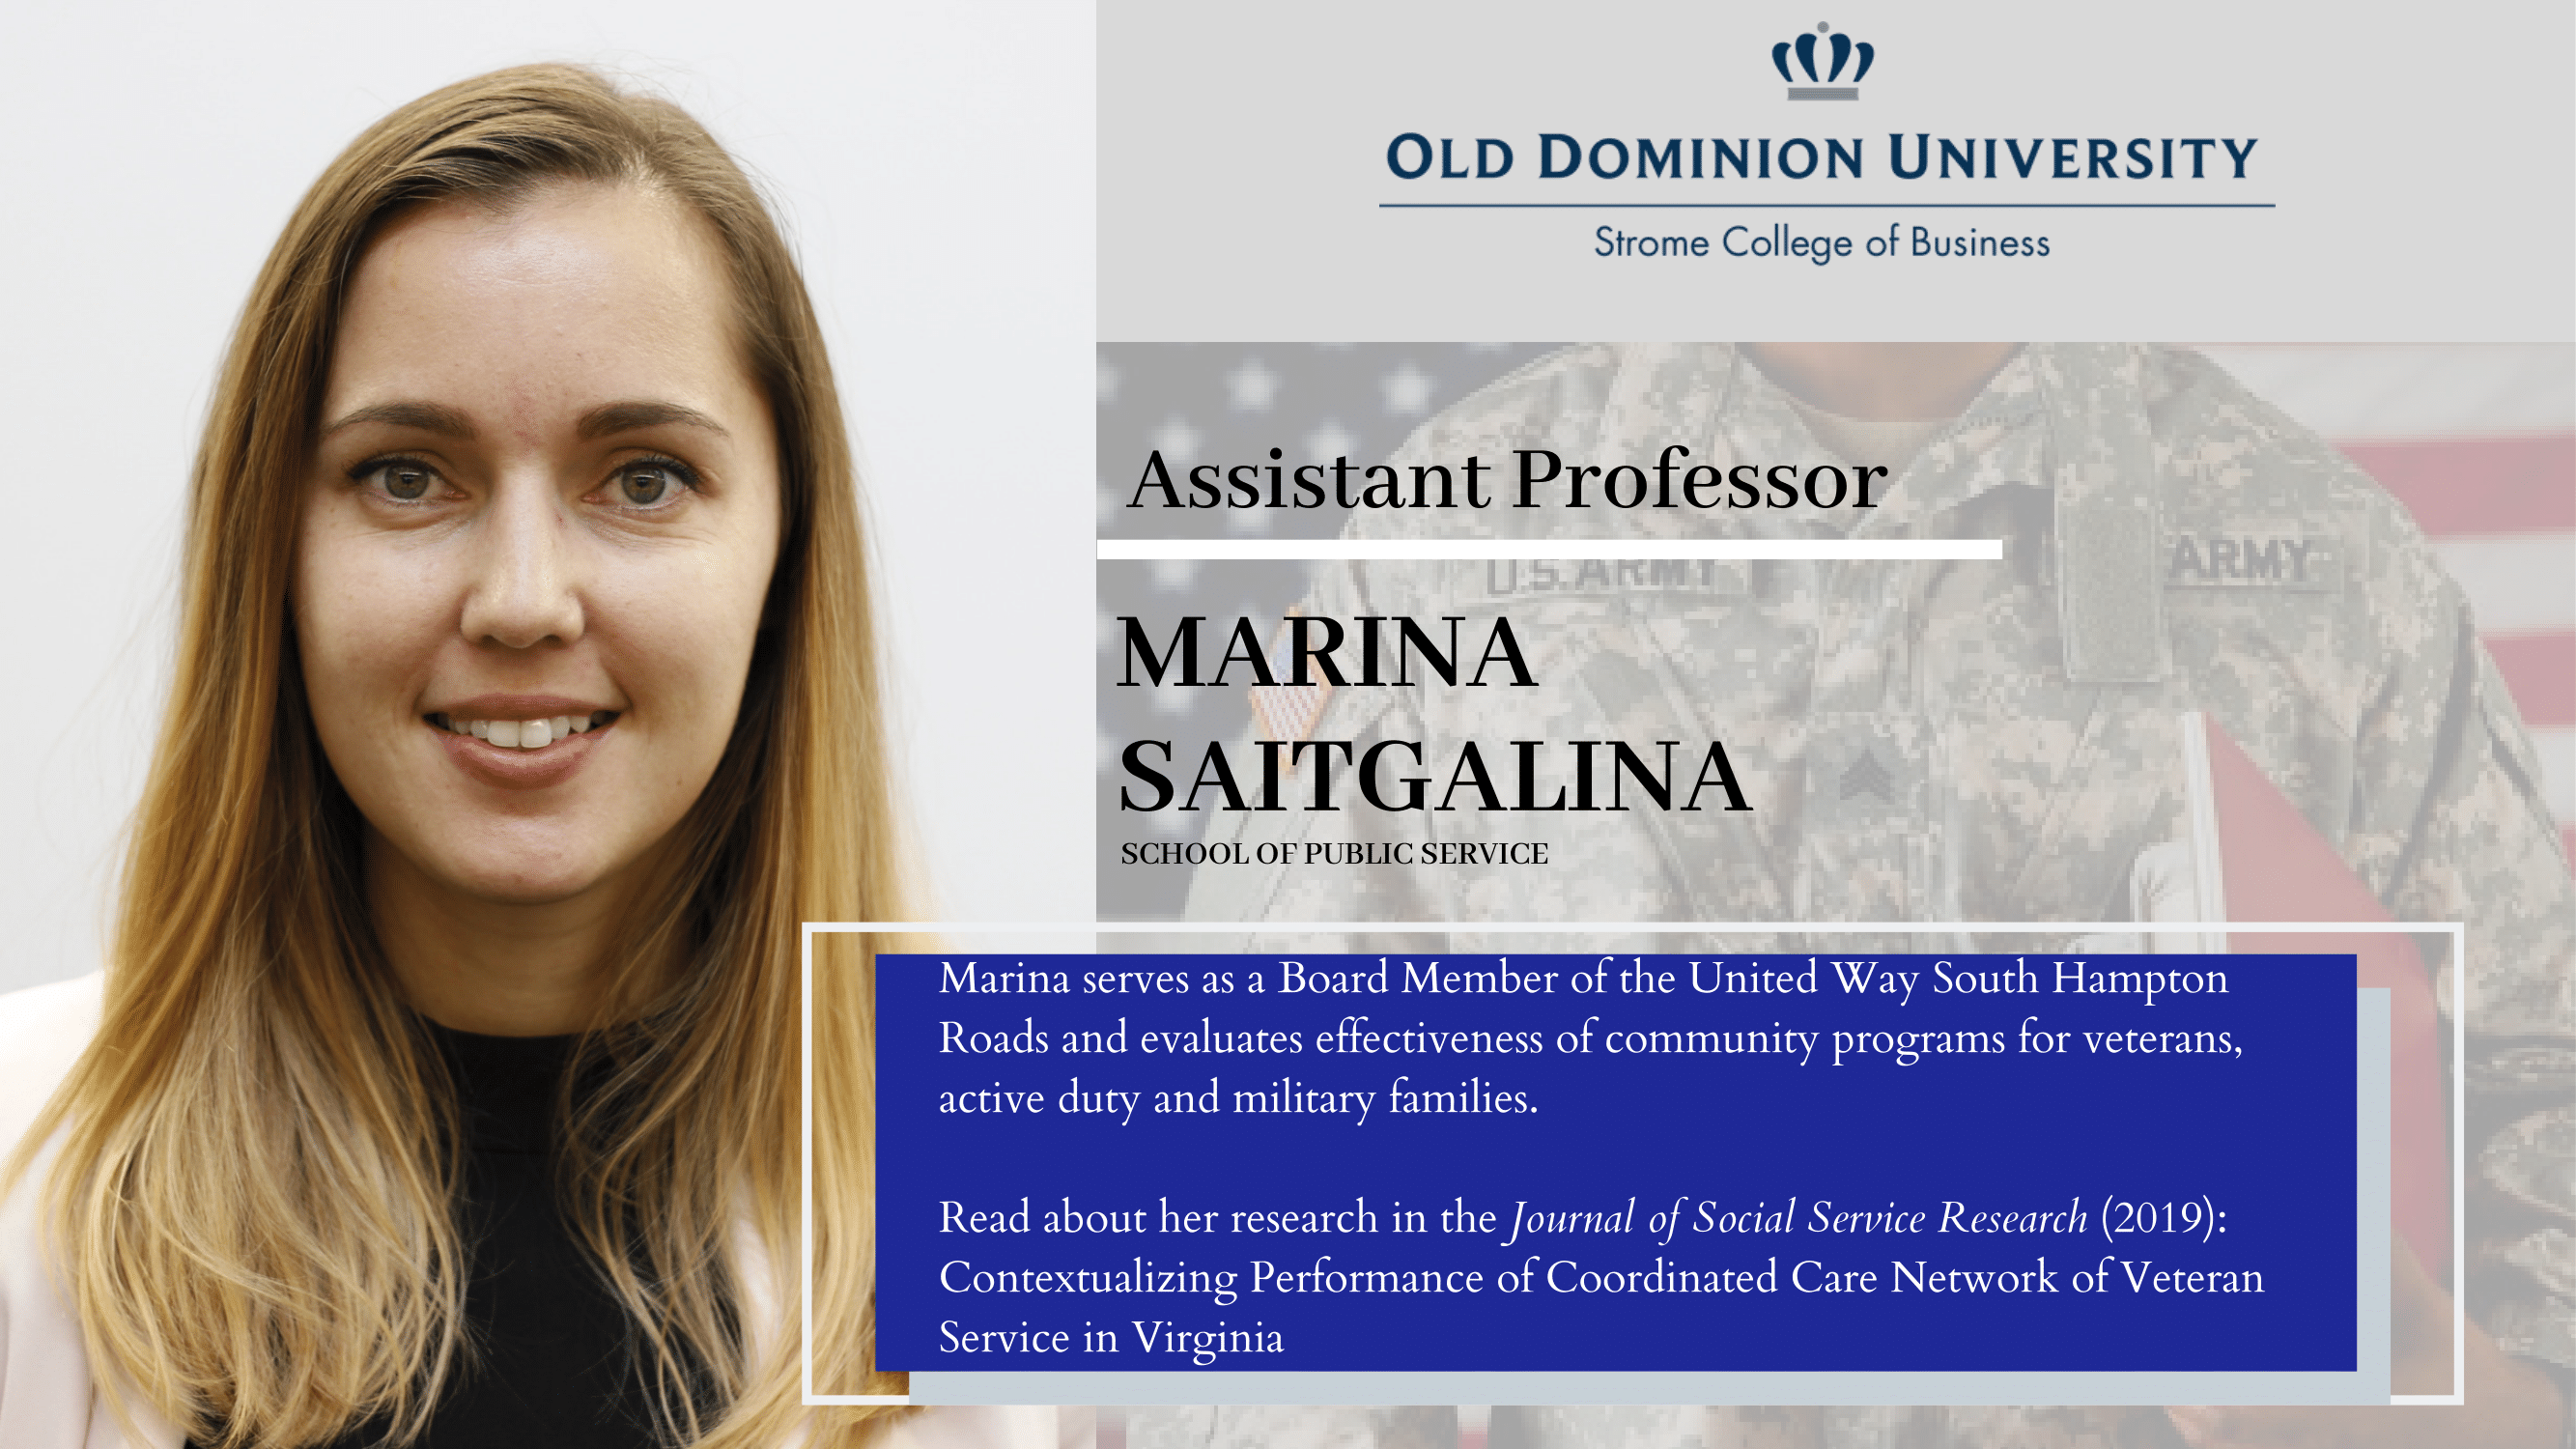 OLD DOMINION UNIVERSITY
Strome College of Business
Assistant Professor
U.S. ARMY
ARMY
MARINA
SAITGALINA
SCHOOL OF PUBLIC SERVICE
Marina serves as a Board Member of the United Way South Hampton
Roads and evaluates effectiveness of community programs for veterans,
active duty and military families.
Read about her research in the Journal of Social Service Research (2019):
Contextualizing Performance of Coordinated Care Network of Veteran
Service in Virginia